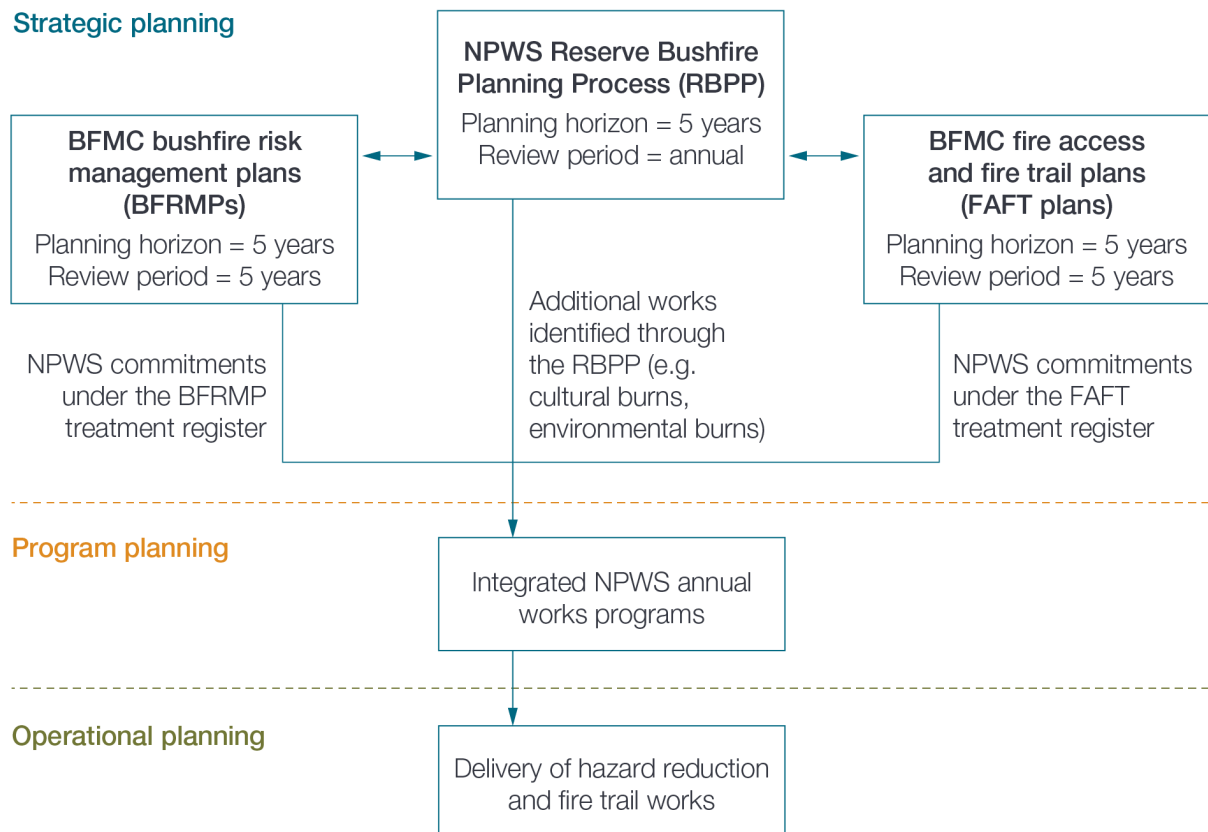 Strategic planning
NPWS Reserve Bushfire
Planning Process (RBPP)
Planning horizon = 5 years
Review period = annual
BFMC bushfire risk
management plans
(BFRMPs)
Planning horizon = 5 years
Review period = 5 years
BFMC fire access
and fire trail plans
(FAFT plans)
Planning horizon = 5 years
Review period = 5 years
NPWS commitments
under the BFRMP
treatment register
Additional works
identified through
the RBPP (e.g.
cultural burns,
environmental burns)
NPWS commitments
under the FAFT
treatment register
Program planning
Integrated NPWS annual
works programs
Operational planning
Delivery of hazard reduction
and fire trail works